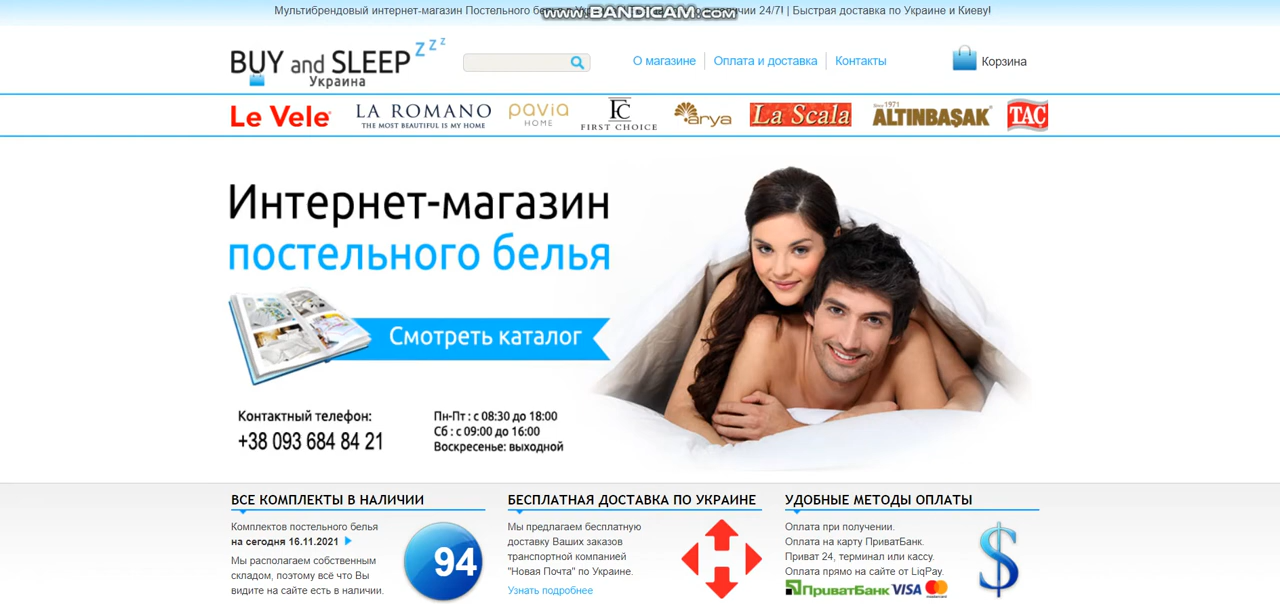 Мультибрендовый интернет-магазин Постельного белья в наличии 24/7! | Быстрая доставка по Украине и Киеву!
www.BANDICAM.com
BUY and SLEEP z z z
Украина
О магазине
Оплата и доставка
Контакты
Корзина
Le Vele
LA ROMANO
THE MOST BEAUTIFUL IS MY HOME
pavia
HOME
FC
FIRST CHOICE
arya
La Scala
Since 1971
ALTINBAŞAK
TAÇ
Интернет-магазин
постельного белья
Смотреть каталог
Контактный телефон:
+38 093 684 84 21
Пн-Пт : с 08:30 до 18:00
Сб : с 09:00 до 16:00
Воскресенье: выходной
ВСЕ КОМПЛЕКТЫ В НАЛИЧИИ
Комплектов постельного белья
на сегодня 16.11.2021
Мы располагаем собственным
складом, поэтому всё что Вы
видите на сайте есть в наличии.
94
БЕСПЛАТНАЯ ДОСТАВКА ПО УКРАИНЕ
Мы предлагаем бесплатную
доставку Ваших заказов
транспортной компанией
"Новая Почта" по Украине.
Узнать подробнее
УДОБНЫЕ МЕТОДЫ ОПЛАТЫ
Оплата при получении.
Оплата на карту ПриватБанк.
Приват 24, терминал или кассу.
Оплата прямо на сайте от LiqPay.
ПриватБанк VISA
$